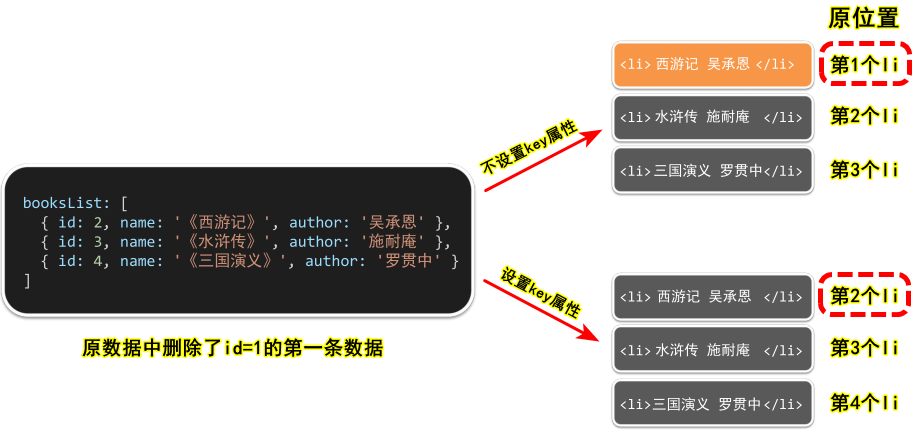 原位置
<li> 西游记 吴承恩 </li>
第1个li
<li> 水浒传 施耐庵 </li>
第2个li
<li> 三国演义 罗贯中</li>
第3个li
不设置key属性
booksList: [
{ id: 2, name: '《西游记》', author: '吴承恩' },
{ id: 3, name: '《水浒传》', author: '施耐庵' },
{ id: 4, name: '《三国演义》', author: '罗贯中' }
]
原数据中删除了id=1的第一条数据
设置key属性
<li> 西游记 吴承恩 </li>
第2个li
<li> 水浒传 施耐庵 </li>
第3个li
<li>三国演义 罗贯中</li>
第4个li